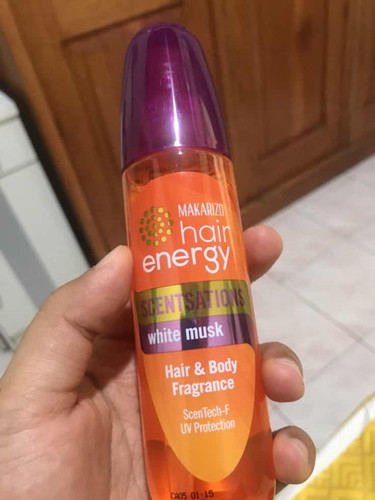 MAKARIZO
hair
energy
SCENTSATIONS
white musk
Hair & Body
Fragrance
ScenTech-F
UV Protection